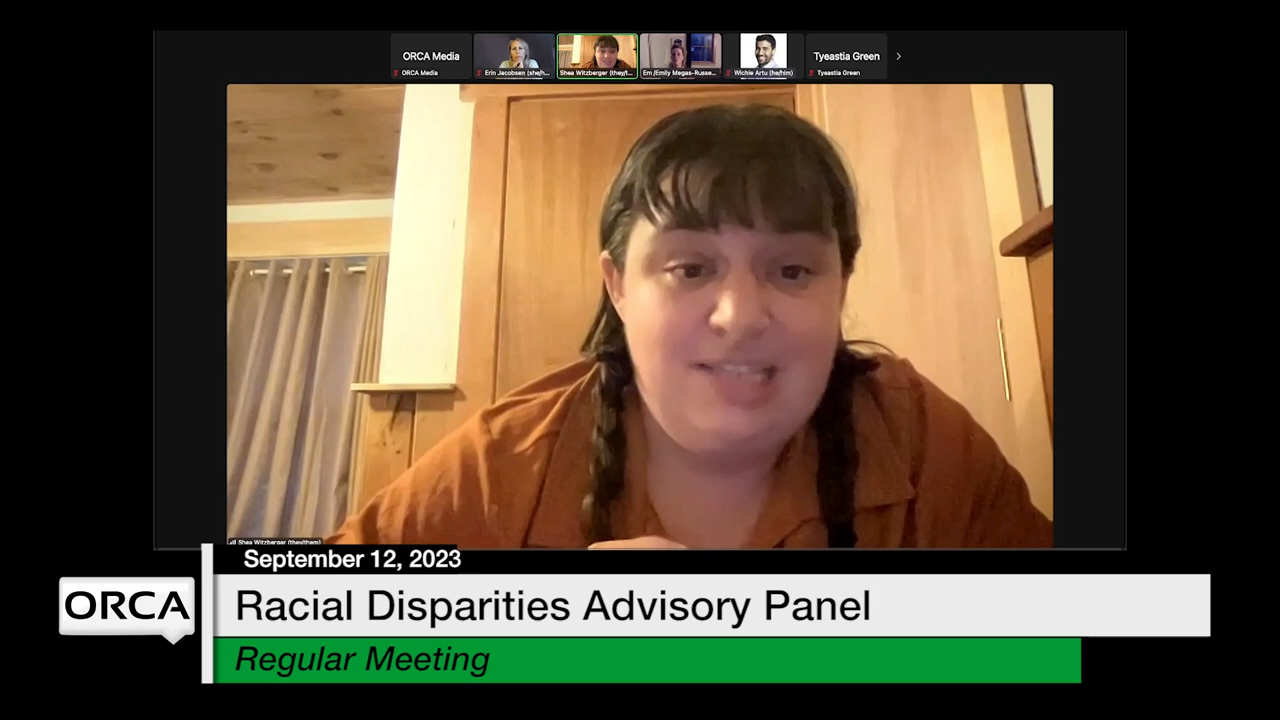 ORCA Media
Tyeastia Green
ORCA Media
Erin Jacobsen (she/h...
Shea Witzberger (they/t...
Em /Emily Megas-Russe...
Wichie Artu (he/him)
Tyeastia Green
Shea Witzberger (they/them)
September 12, 2023
ORCA
Racial Disparities Advisory Panel
Regular Meeting